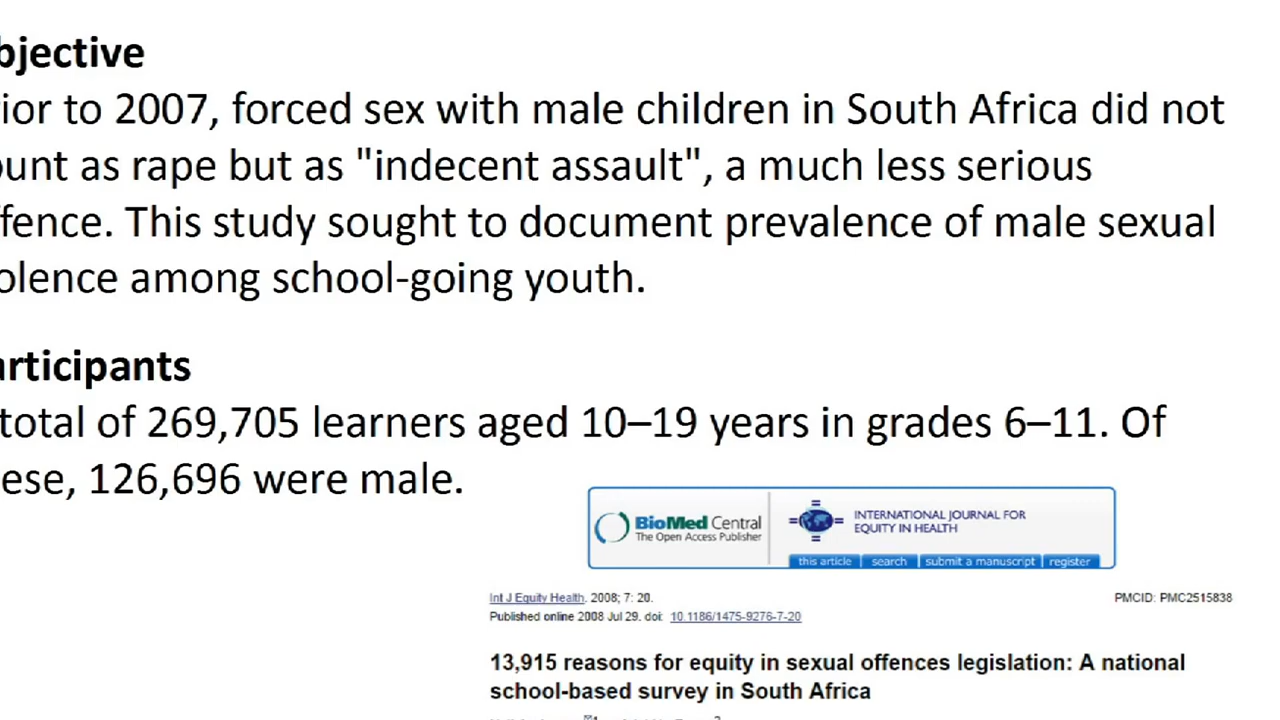 bjective
ior to 2007, forced sex with male children in South Africa did not
ount as rape but as "indecent assault", a much less serious
ffence. This study sought to document prevalence of male sexual
olence among school-going youth.
articipants
total of 269,705 learners aged 10–19 years in grades 6–11. Of
ese, 126,696 were male.
BioMed Central
The Open Access Publisher
INTERNATIONAL JOURNAL FOR
EQUITY IN HEALTH
this article search submit a manuscript register
Int J Equity Health. 2008; 7: 20. PMCID: PMC2515838
Published online 2008 Jul 29. doi: 10.1186/1475-9276-7-20
13,915 reasons for equity in sexual offences legislation: A national
school-based survey in South Africa